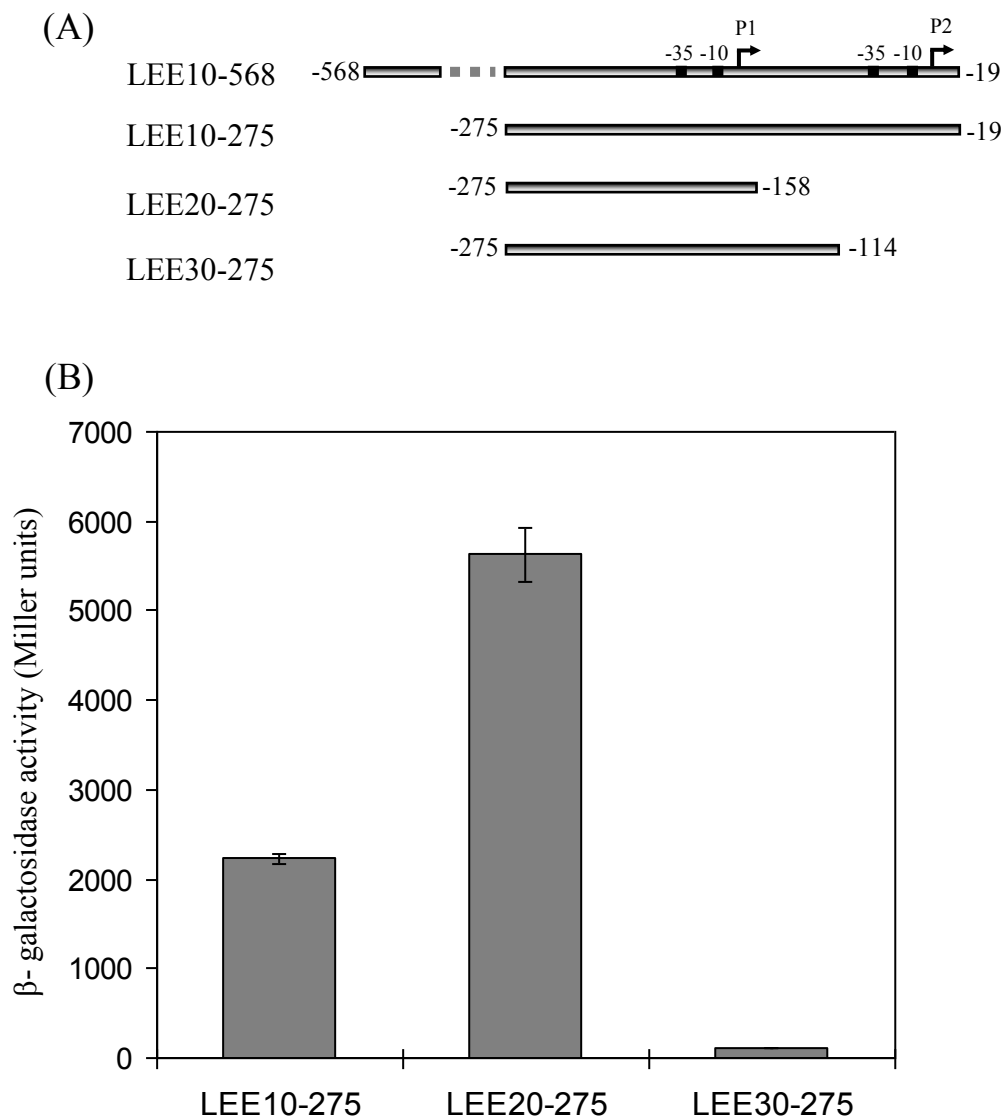 (A)
P1 P2
-35 -10 -35 -10
LEE10-568 -568 -19
LEE10-275 -275 -19
LEE20-275 -275 -158
LEE30-275 -275 -114
(B)
β- galactosidase activity (Miller units)
7000
6000
5000
4000
3000
2000
1000
0
LEE10-275 LEE20-275 LEE30-275